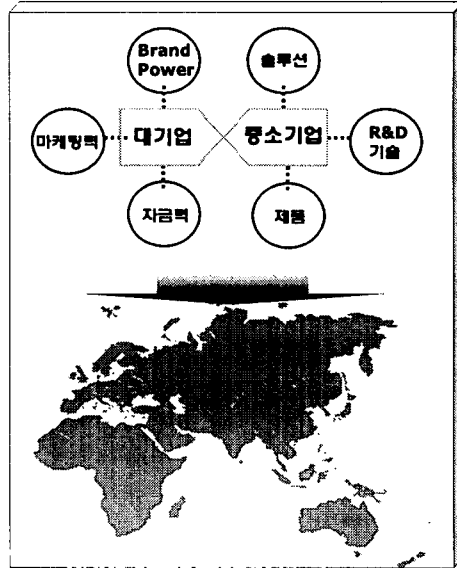 Brand
Power
솔루션
마케팅력
대기업
중소기업
R&D
기술
자금력
제품